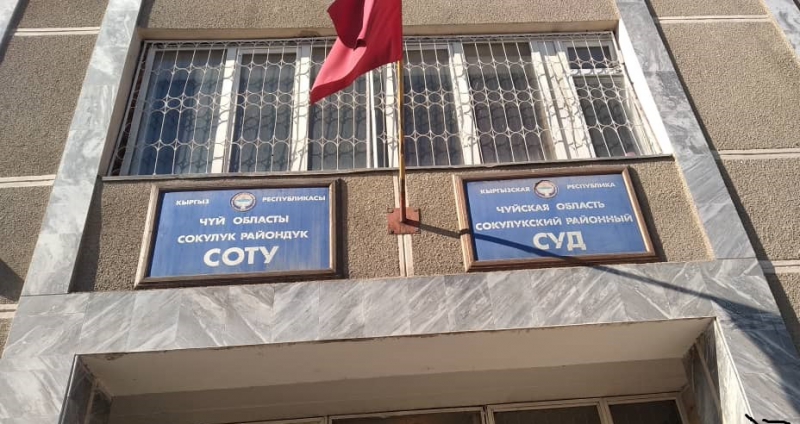 КЫРГЫЗ РЕСПУБЛИКАСЫ
ЧҮЙ ОБЛАСТЫ
СОКУЛУК РАЙОНДУК
СОТУ
КЫРГЫЗСКАЯ РЕСПУБЛИКА
ЧУЙСКАЯ ОБЛАСТЬ
СОКУЛУКСКИЙ РАЙОННЫЙ
СУД